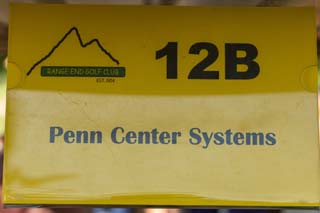 RANGE END GOLF CLUB
12B
Penn Center Systems